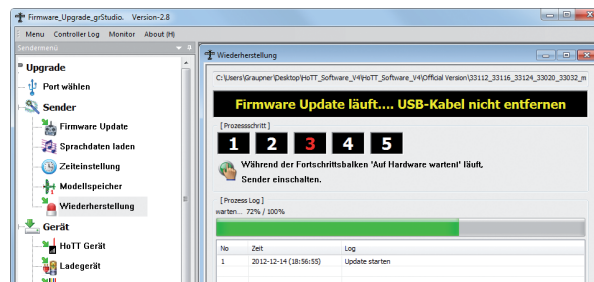 Firmware_Upgrade_grStudio. Version-2.8
Menu Controller Log Monitor About (H)
Sendermenü
Upgrade
Port wählen
Sender
Firmware Update
Sprachdaten laden
Zeiteinstellung
Modellspeicher
Wiederherstellung
Gerät
HoTT Gerät
Ladegerät
Wiederherstellung
C:\Users\Graupner\Desktop\HoTT_Software_V4\HoTT_Software_V4\Official Version\33112_33116_33124_33020_33032_m
Firmware Update läuft.... USB-Kabel nicht entfernen
[Prozessschritt ]
1 2 3 4 5
Während der Fortschrittsbalken 'Auf Hardware warten!' läuft,
Sender einschalten.
[Prozess Log ]
warten... 72% / 100%
No Zeit Log
1 2012-12-14 (18:56:55) Update starten